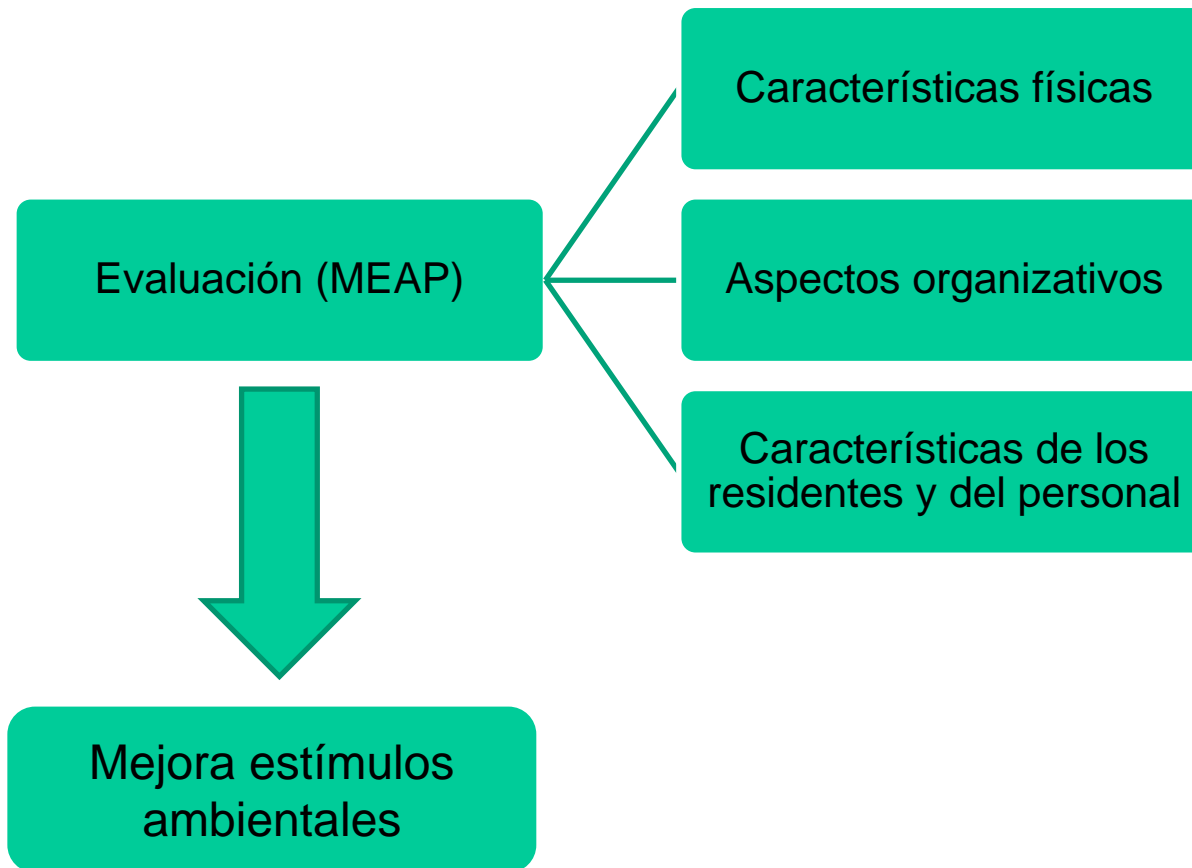 Características físicas
Evaluación (MEAP)
Aspectos organizativos
Características de los
residentes y del personal
Mejora estímulos
ambientales